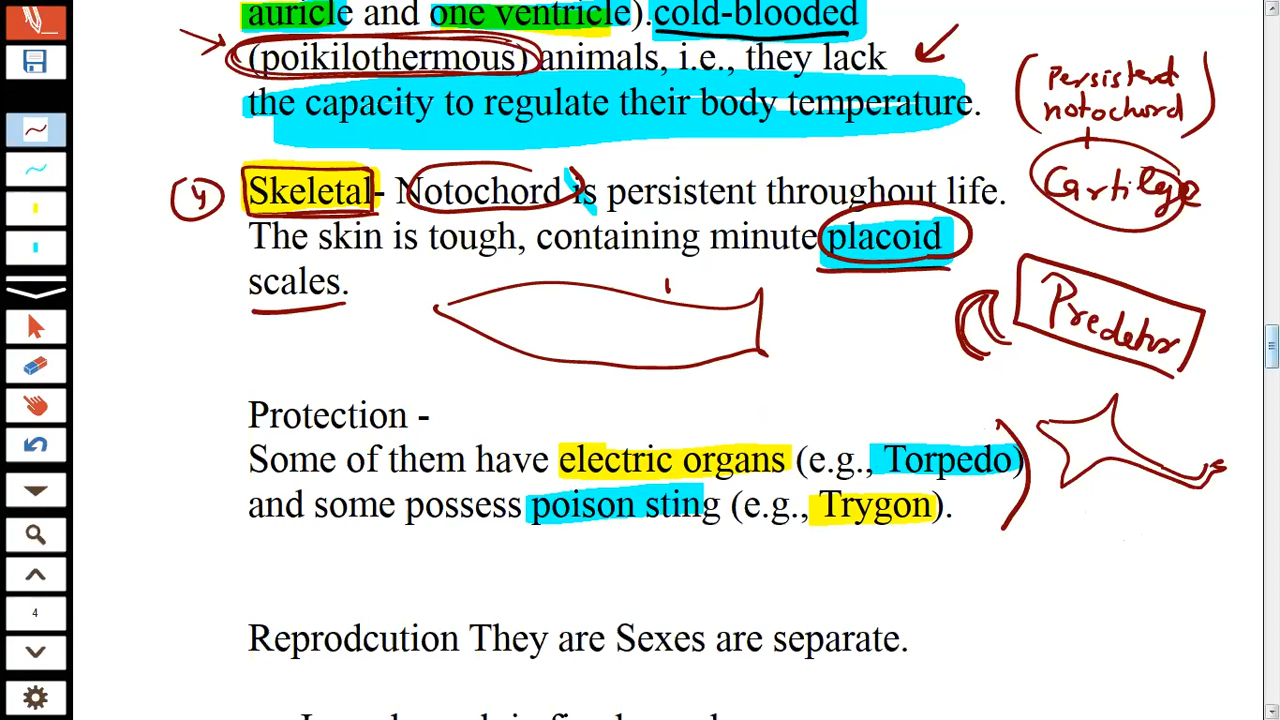 auricle and one ventricle).cold-blooded
(poikilothermous) animals, i.e., they lack
the capacity to regulate their body temperature.
(Persistent
notochord)
Cartilage
(4) Skeletal- Notochord is persistent throughout life.
The skin is tough, containing minute placoid
scales.
Predator
Protection -
Some of them have electric organs (e.g., Torpedo)
and some possess poison sting (e.g., Trygon).
4
Reprodcution They are Sexes are separate.